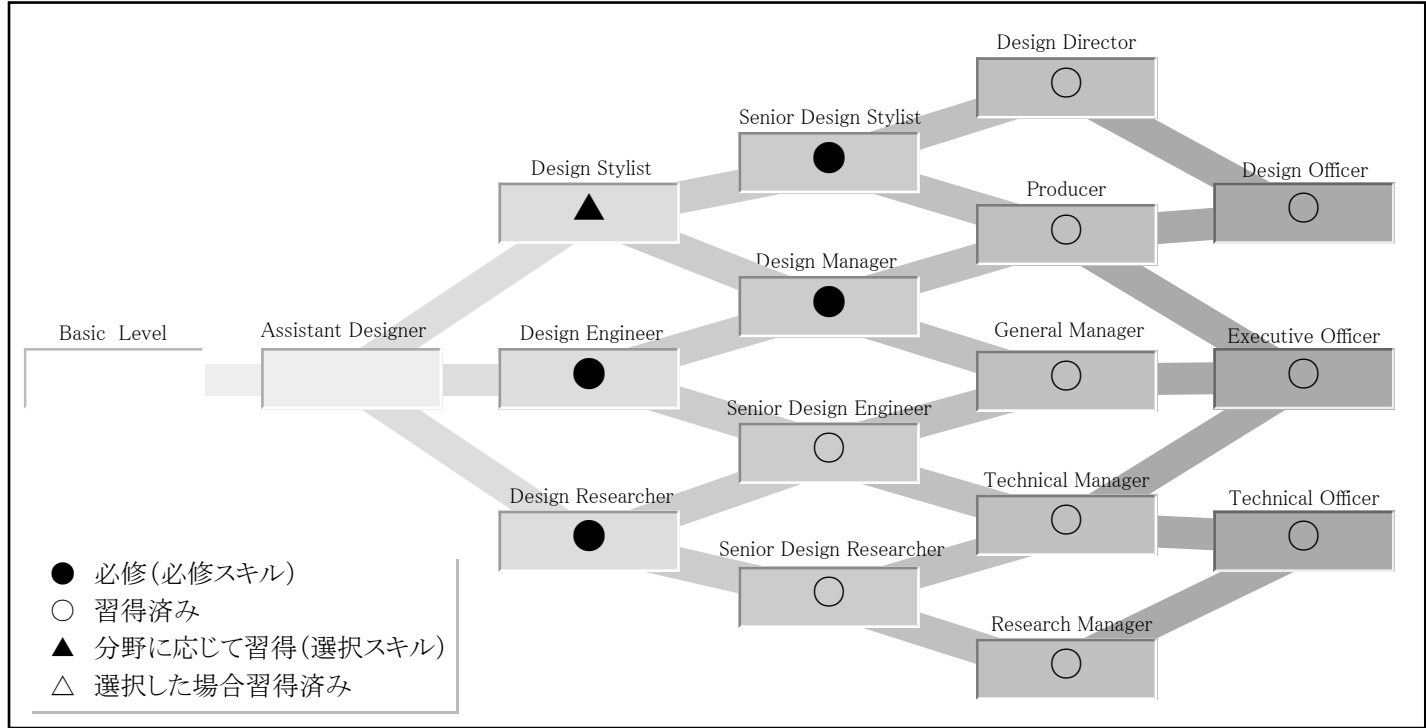 Design Director
○
Senior Design Stylist
●
Design Stylist
▲
Design Officer
○
Producer
○
Design Manager
●
Basic Level
Assistant Designer
Design Engineer
●
General Manager
○
Executive Officer
○
Senior Design Engineer
○
Design Researcher
●
Technical Manager
○
Technical Officer
○
Senior Design Researcher
○
Research Manager
○
● 必修(必修スキル)
○ 習得済み
▲ 分野に応じて習得(選択スキル)
△ 選択した場合習得済み